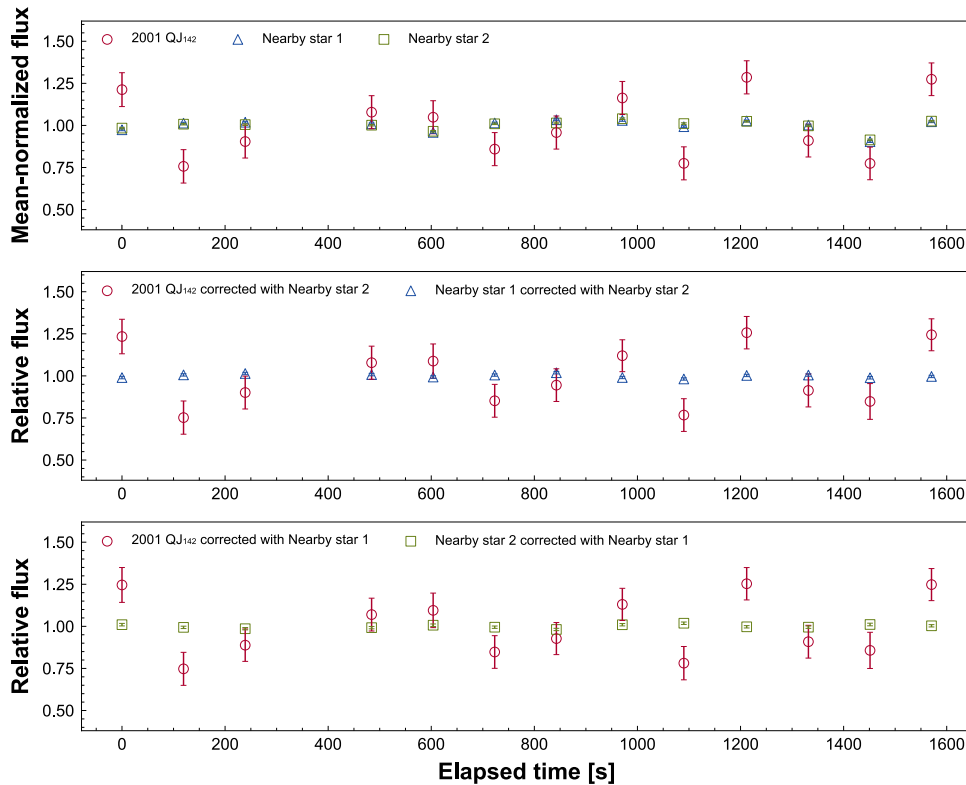 Mean-normalized flux
1.50
1.25
1.00
0.75
0.50
2001 QJ₁₄₂ Nearby star 1 Nearby star 2
0 200 400 600 800 1000 1200 1400 1600
Relative flux
1.50
1.25
1.00
0.75
0.50
2001 QJ₁₄₂ corrected with Nearby star 2 Nearby star 1 corrected with Nearby star 2
0 200 400 600 800 1000 1200 1400 1600
Relative flux
1.50
1.25
1.00
0.75
0.50
2001 QJ₁₄₂ corrected with Nearby star 1 Nearby star 2 corrected with Nearby star 1
0 200 400 600 800 1000 1200 1400 1600
Elapsed time [s]